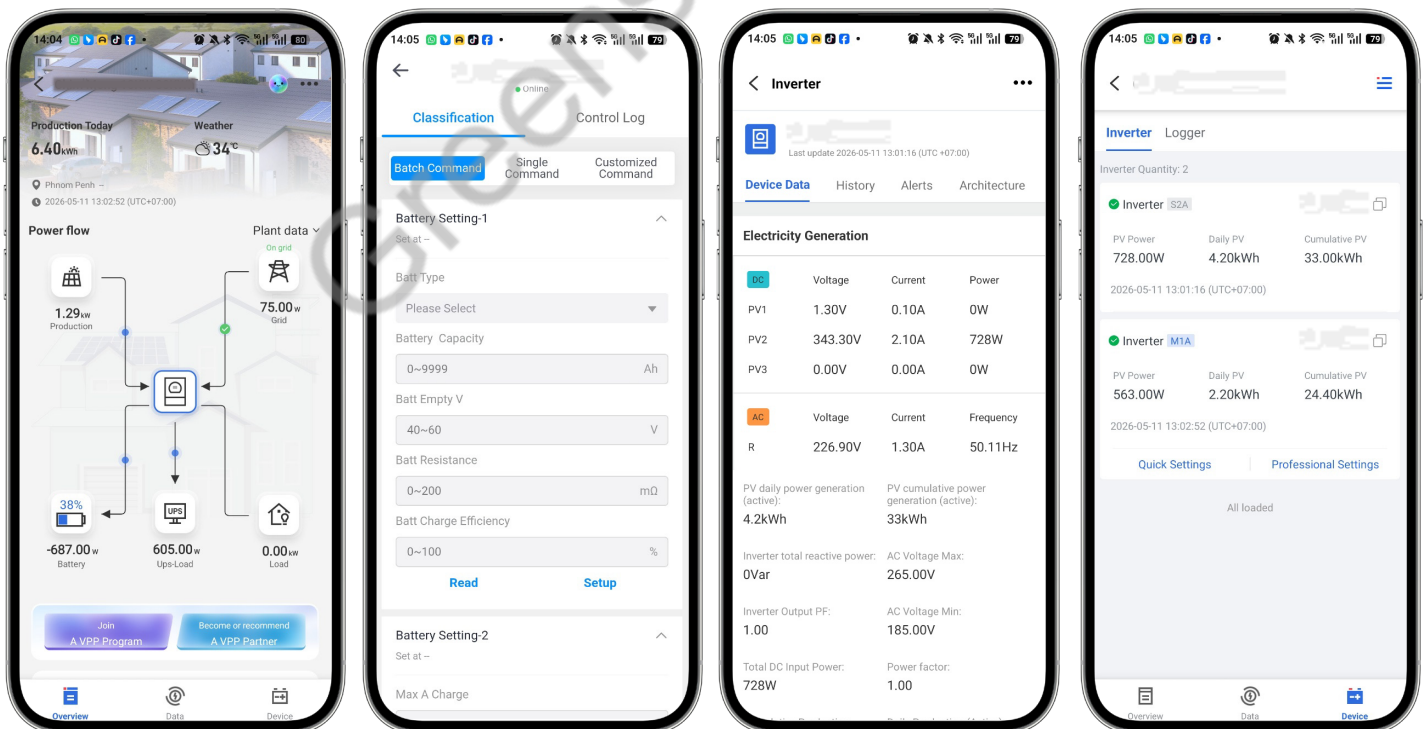 14:04
80
Production Today
Weather
6.40kWh
34℃
Phnom Penh --
2026-05-11 13:02:52 (UTC+07:00)
Power flow
Plant data
On grid
1.29kw
Production
75.00w
Grid
38%
UPS
-687.00w
Battery
605.00w
Ups-Load
0.00kw
Load
Join
A VPP Program
Become or recommend
A VPP Partner
Overview
Data
Device
14:05
79
Online
Classification
Control Log
Batch Command
Single
Command
Customized
Command
Battery Setting-1
Set at --
Batt Type
Please Select
Battery Capacity
0~9999
Ah
Batt Empty V
40~60
V
Batt Resistance
0~200
mΩ
Batt Charge Efficiency
0~100
%
Read
Setup
Battery Setting-2
Set at --
Max A Charge
14:05
79
Inverter
Last update 2026-05-11 13:01:16 (UTC +07:00)
Device Data
History
Alerts
Architecture
Electricity Generation
DC
Voltage
Current
Power
PV1
1.30V
0.10A
0W
PV2
343.30V
2.10A
728W
PV3
0.00V
0.00A
0W
AC
Voltage
Current
Frequency
R
226.90V
1.30A
50.11Hz
PV daily power generation
(active):
4.2kWh
PV cumulative power
generation (active):
33kWh
Inverter total reactive power:
0Var
AC Voltage Max:
265.00V
Inverter Output PF:
1.00
AC Voltage Min:
185.00V
Total DC Input Power:
728W
Power factor:
1.00
14:05
79
Inverter
Logger
Inverter Quantity: 2
Inverter S2A
PV Power
Daily PV
Cumulative PV
728.00W
4.20kWh
33.00kWh
2026-05-11 13:01:16 (UTC+07:00)
Inverter M1A
PV Power
Daily PV
Cumulative PV
563.00W
2.20kWh
24.40kWh
2026-05-11 13:02:52 (UTC+07:00)
Quick Settings
Professional Settings
All loaded
Overview
Data
Device
Greens